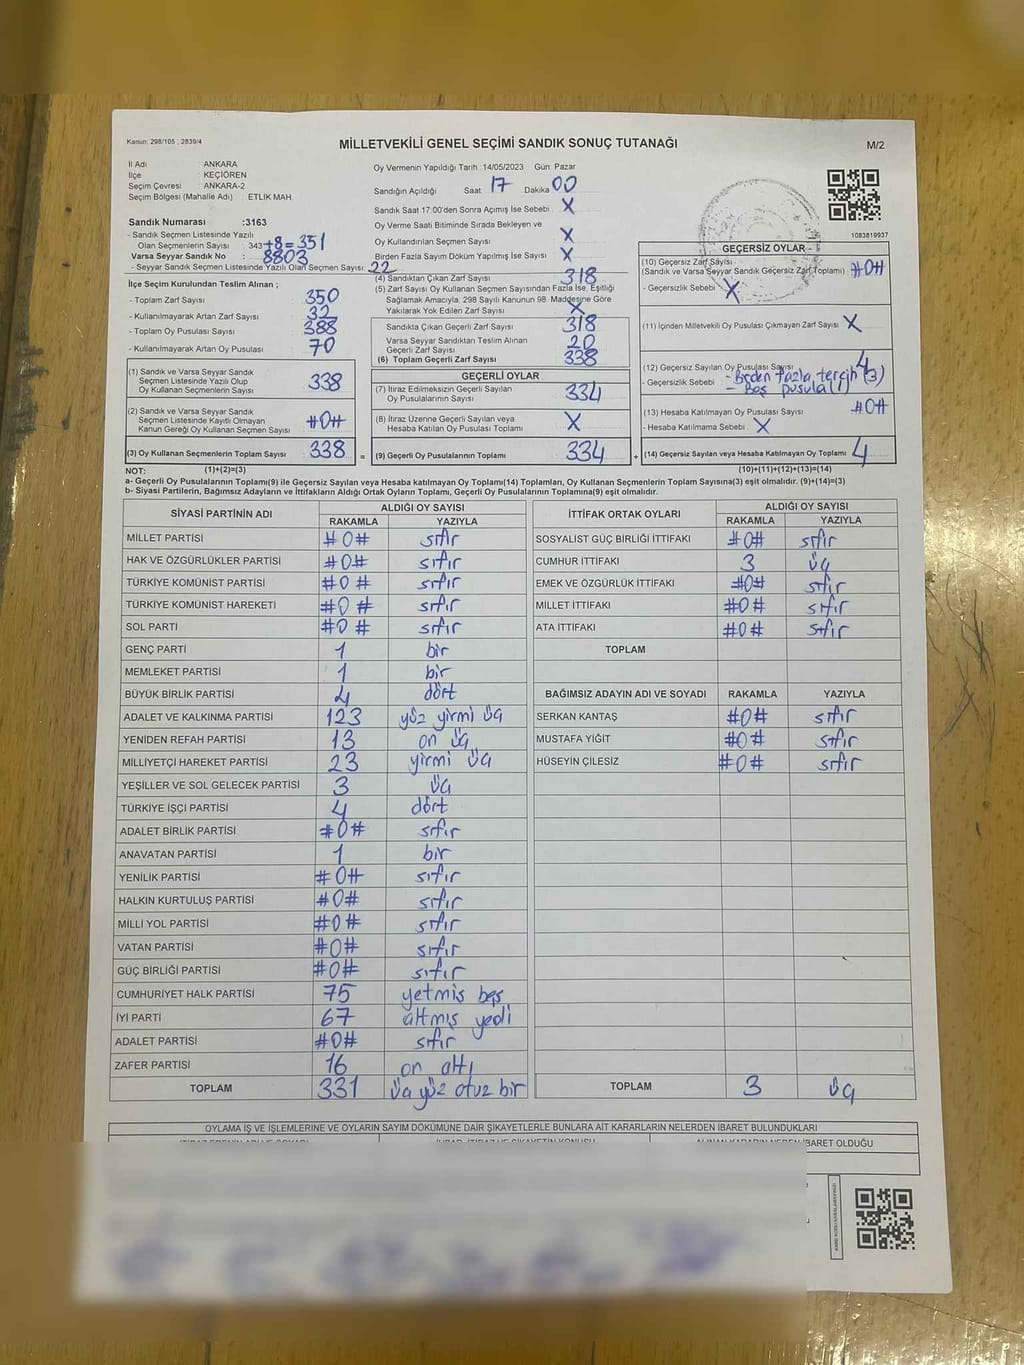 Kanun: 298/105 ; 2839/4
MİLLETVEKİLİ GENEL SEÇİMİ SANDIK SONUÇ TUTANAĞI
M/2
İl Adı : ANKARA
İlçe : KEÇİÖREN
Seçim Çevresi : ANKARA-2
Seçim Bölgesi (Mahalle Adı) ETLİK MAH.
Sandık Numarası :3163
- Sandık Seçmen Listesinde Yazılı
Olan Seçmenlerin Sayısı : 343+8=351
Varsa Seyyar Sandık No : 8803
- Seyyar Sandık Seçmen Listesinde Yazılı Olan Seçmen Sayısı : 22
İlçe Seçim Kurulundan Teslim Alınan ;
- Toplam Zarf Sayısı : 350
- Kullanılmayarak Artan Zarf Sayısı : 32
- Toplam Oy Pusulası Sayısı : 388
- Kullanılmayarak Artan Oy Pusulası : 70
(1) Sandık ve Varsa Seyyar Sandık
Seçmen Listesinde Yazılı Olup
Oy Kullanan Seçmenlerin Sayısı : 338
(2) Sandık ve Varsa Seyyar Sandık
Seçmen Listesinde Kayıtlı Olmayan
Kanun Gereği Oy Kullanan Seçmen Sayısı : #0#
(3) Oy Kullanan Seçmenlerin Toplam Sayısı : 338 =
Oy Vermenin Yapıldığı Tarih : 14/05/2023 Gün: Pazar
Sandığın Açıldığı Saat : 17 Dakika : 00
Sandık Saat 17:00'den Sonra Açımış İse Sebebi : X
Oy Verme Saati Bitiminde Sırada Bekleyen ve
Oy Kullandırılan Seçmen Sayısı : X
Birden Fazla Sayım Döküm Yapılmış İse Sayısı : X
(4) Sandıktan Çıkan Zarf Sayısı : 318
(5) Zarf Sayısı Oy Kullanan Seçmen Sayısından Fazla İse, Eşitliği
Sağlamak Amacıyla, 298 Sayılı Kanunun 98. Maddesine Göre
Yakılarak Yok Edilen Zarf Sayısı : X
Sandıkta Çıkan Geçerli Zarf Sayısı : 318
Varsa Seyyar Sandıktan Teslim Alınan
Geçerli Zarf Sayısı : 20
(6) Toplam Geçerli Zarf Sayısı : 338
GEÇERLİ OYLAR
(7) İtiraz Edilmeksizin Geçerli Sayılan
Oy Pusulalarının Sayısı : 334
(8) İtiraz Üzerine Geçerli Sayılan veya
Hesaba Katılan Oy Pusulası Toplamı : X
(9) Geçerli Oy Pusulalarının Toplamı : 334 +
1083819937
GEÇERSİZ OYLAR
(10) Geçersiz Zarf Sayısı
(Sandık ve Varsa Seyyar Sandık Geçersiz Zarf Toplamı) : #0#
- Geçersizlik Sebebi : X
(11) İçinden Milletvekili Oy Pusulası Çıkmayan Zarf Sayısı : X
(12) Geçersiz Sayılan Oy Pusulası Sayısı : 4
- Geçersizlik Sebebi : - Birden fazla tercih (3)
- Boş pusula (1)
(13) Hesaba Katılmayan Oy Pusulası Sayısı : #0#
- Hesaba Katılmama Sebebi : X
(14) Geçersiz Sayılan veya Hesaba Katılmayan Oy Toplamı : 4
NOT: (1)+(2)=(3) (10)+(11)+(12)+(13)=(14)
a- Geçerli Oy Pusulalarının Toplamı(9) ile Geçersiz Sayılan veya Hesaba katılmayan Oy Toplamı(14) Toplamları, Oy Kullanan Seçmenlerin Toplam Sayısına(3) eşit olmalıdır. (9)+(14)=(3)
b- Siyasi Partilerin, Bağımsız Adayların ve İttifakların Aldığı Ortak Oyların Toplamı, Geçerli Oy Pusulalarının Toplamına(9) eşit olmalıdır.
SİYASİ PARTİNİN ADI ALDIĞI OY SAYISI
RAKAMLA YAZIYLA
MİLLET PARTİSİ #0# sıfır
HAK VE ÖZGÜRLÜKLER PARTİSİ #0# sıfır
TÜRKİYE KOMÜNİST PARTİSİ #0# sıfır
TÜRKİYE KOMÜNİST HAREKETİ #0# sıfır
SOL PARTİ #0# sıfır
GENÇ PARTİ 1 bir
MEMLEKET PARTİSİ 1 bir
BÜYÜK BİRLİK PARTİSİ 4 dört
ADALET VE KALKINMA PARTİSİ 123 yüz yirmi üç
YENİDEN REFAH PARTİSİ 13 on üç
MİLLİYETÇİ HAREKET PARTİSİ 23 yirmi üç
YEŞİLLER VE SOL GELECEK PARTİSİ 3 üç
TÜRKİYE İŞÇİ PARTİSİ 4 dört
ADALET BİRLİK PARTİSİ #0# sıfır
ANAVATAN PARTİSİ 1 bir
YENİLİK PARTİSİ #0# sıfır
HALKIN KURTULUŞ PARTİSİ #0# sıfır
MİLLİ YOL PARTİSİ #0# sıfır
VATAN PARTİSİ #0# sıfır
GÜÇ BİRLİĞİ PARTİSİ #0# sıfır
CUMHURİYET HALK PARTİSİ 75 yetmiş beş
İYİ PARTİ 67 altmış yedi
ADALET PARTİSİ #0# sıfır
ZAFER PARTİSİ 16 on altı
TOPLAM 331 üç yüz otuz bir
İTTİFAK ORTAK OYLARI ALDIĞI OY SAYISI
RAKAMLA YAZIYLA
SOSYALIST GÜÇ BİRLİĞİ İTTİFAKI #0# sıfır
CUMHUR İTTİFAKI 3 üç
EMEK VE ÖZGÜRLÜK İTTİFAKI #0# sıfır
MİLLET İTTİFAKI #0# sıfır
ATA İTTİFAKI #0# sıfır
TOPLAM
BAĞIMSIZ ADAYIN ADI VE SOYADI RAKAMLA YAZIYLA
SERKAN KANTAŞ #0# sıfır
MUSTAFA YİĞİT #0# sıfır
HÜSEYİN ÇİLESİZ #0# sıfır
TOPLAM 3 üç
OYLAMA İŞ VE İŞLEMLERİNE VE OYLARIN SAYIM DÖKÜMÜNE DAİR ŞİKAYETLERLE BUNLARA AİT KARARLARIN NELERDEN İBARET BULUNDUKLARI
ALINAN KARARIN NEDEN İBARET OLDUĞU